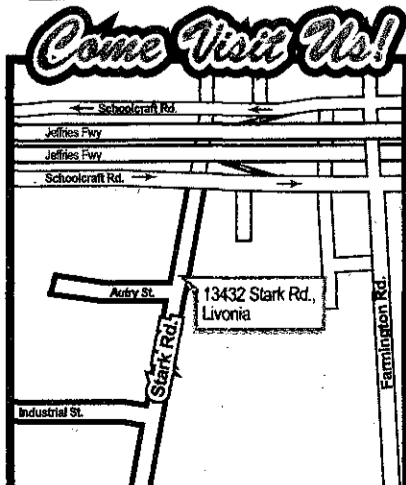 Come Visit Us!
Schoolcraft Rd.
Jeffries Fwy
Jeffries Fwy
Schoolcraft Rd.
Autry St.
13432 Stark Rd.,
Livonia
Stark Rd.
Farmington Rd.
Industrial St.